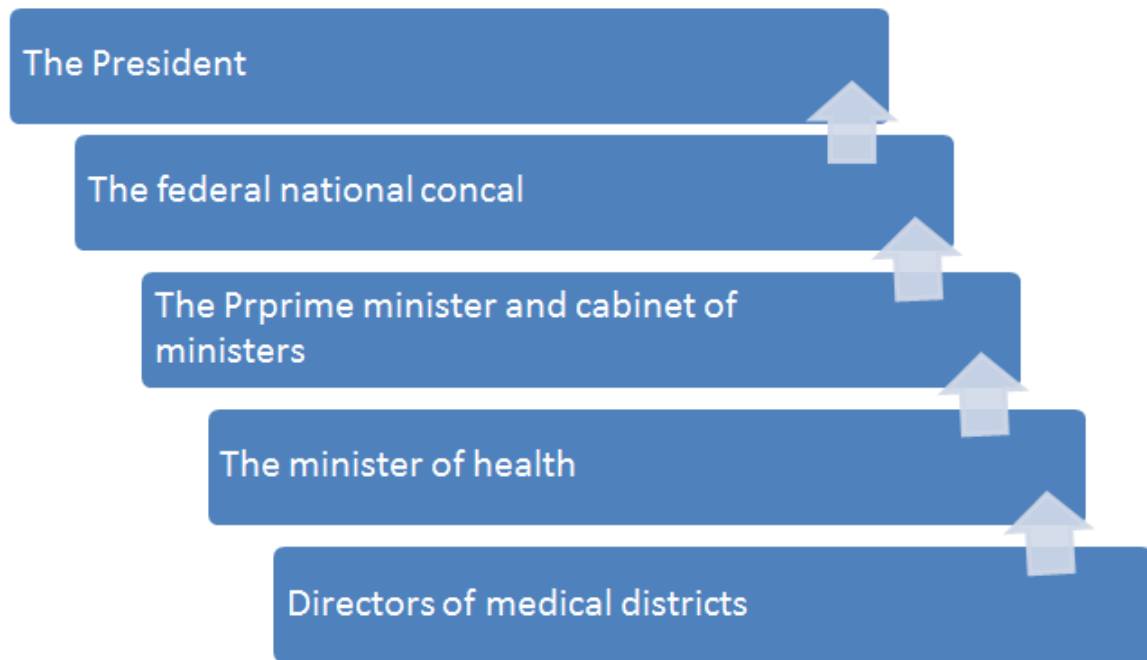 The President
The federal national concal
The Prprime minister and cabinet of
ministers
The minister of health
Directors of medical districts